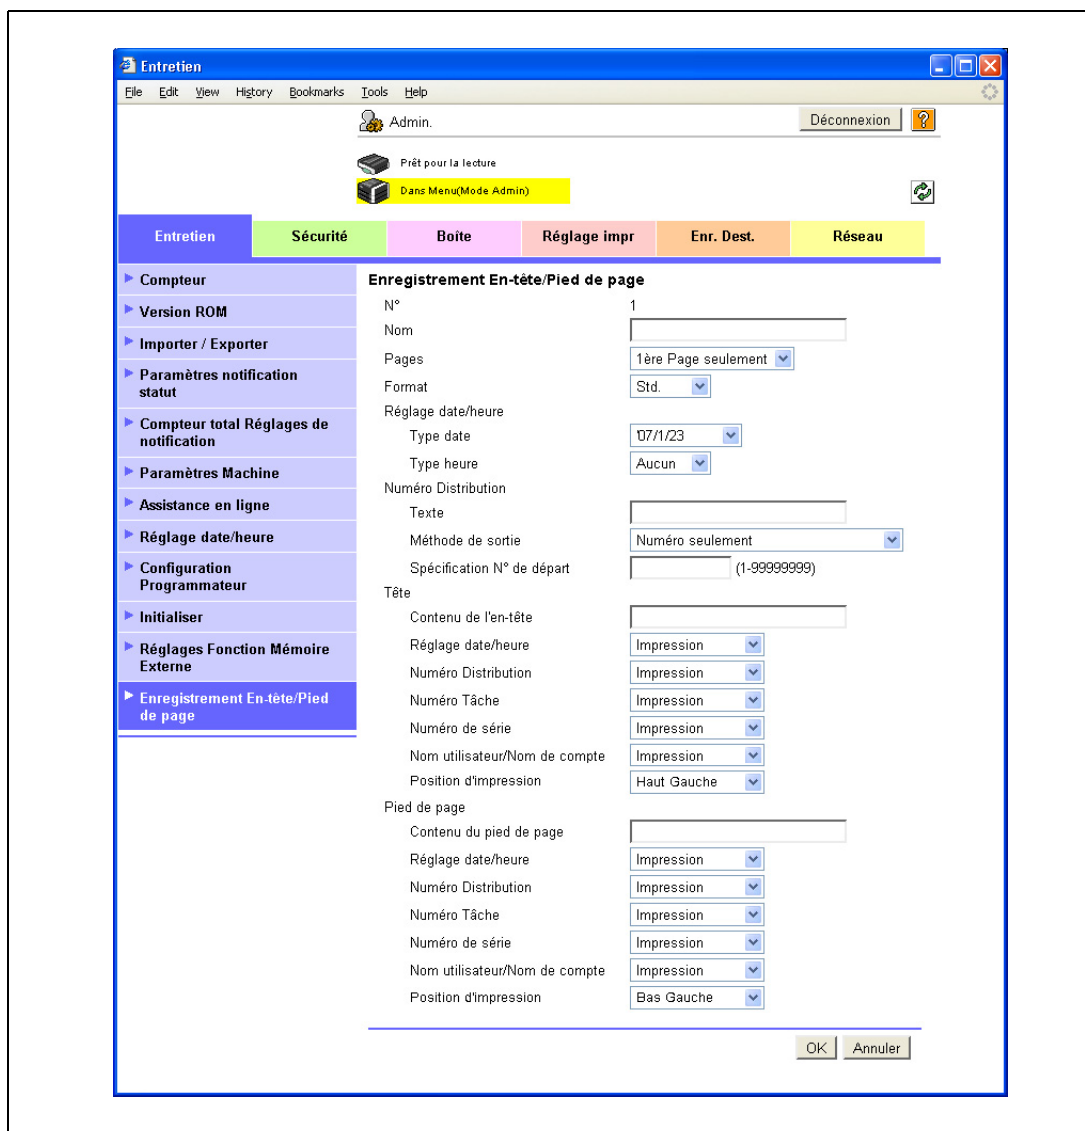 Entretien
File Edit View History Bookmarks Tools Help
Admin. Déconnexion ?
Prêt pour la lecture
Dans Menu(Mode Admin)
Entretien Sécurité Boîte Réglage impr Enr. Dest. Réseau
Compteur
Version ROM
Importer / Exporter
Paramètres notification
statut
Compteur total Réglages de
notification
Paramètres Machine
Assistance en ligne
Réglage date/heure
Configuration
Programmateur
Initialiser
Réglages Fonction Mémoire
Externe
Enregistrement En-tête/Pied
de page
Enregistrement En-tête/Pied de page
N° 1
Nom
Pages 1ère Page seulement
Format Std.
Réglage date/heure
Type date '07/1/23
Type heure Aucun
Numéro Distribution
Texte
Méthode de sortie Numéro seulement
Spécification N° de départ (1-99999999)
Tête
Contenu de l'en-tête
Réglage date/heure Impression
Numéro Distribution Impression
Numéro Tâche Impression
Numéro de série Impression
Nom utilisateur/Nom de compte Impression
Position d'impression Haut Gauche
Pied de page
Contenu du pied de page
Réglage date/heure Impression
Numéro Distribution Impression
Numéro Tâche Impression
Numéro de série Impression
Nom utilisateur/Nom de compte Impression
Position d'impression Bas Gauche
OK Annuler